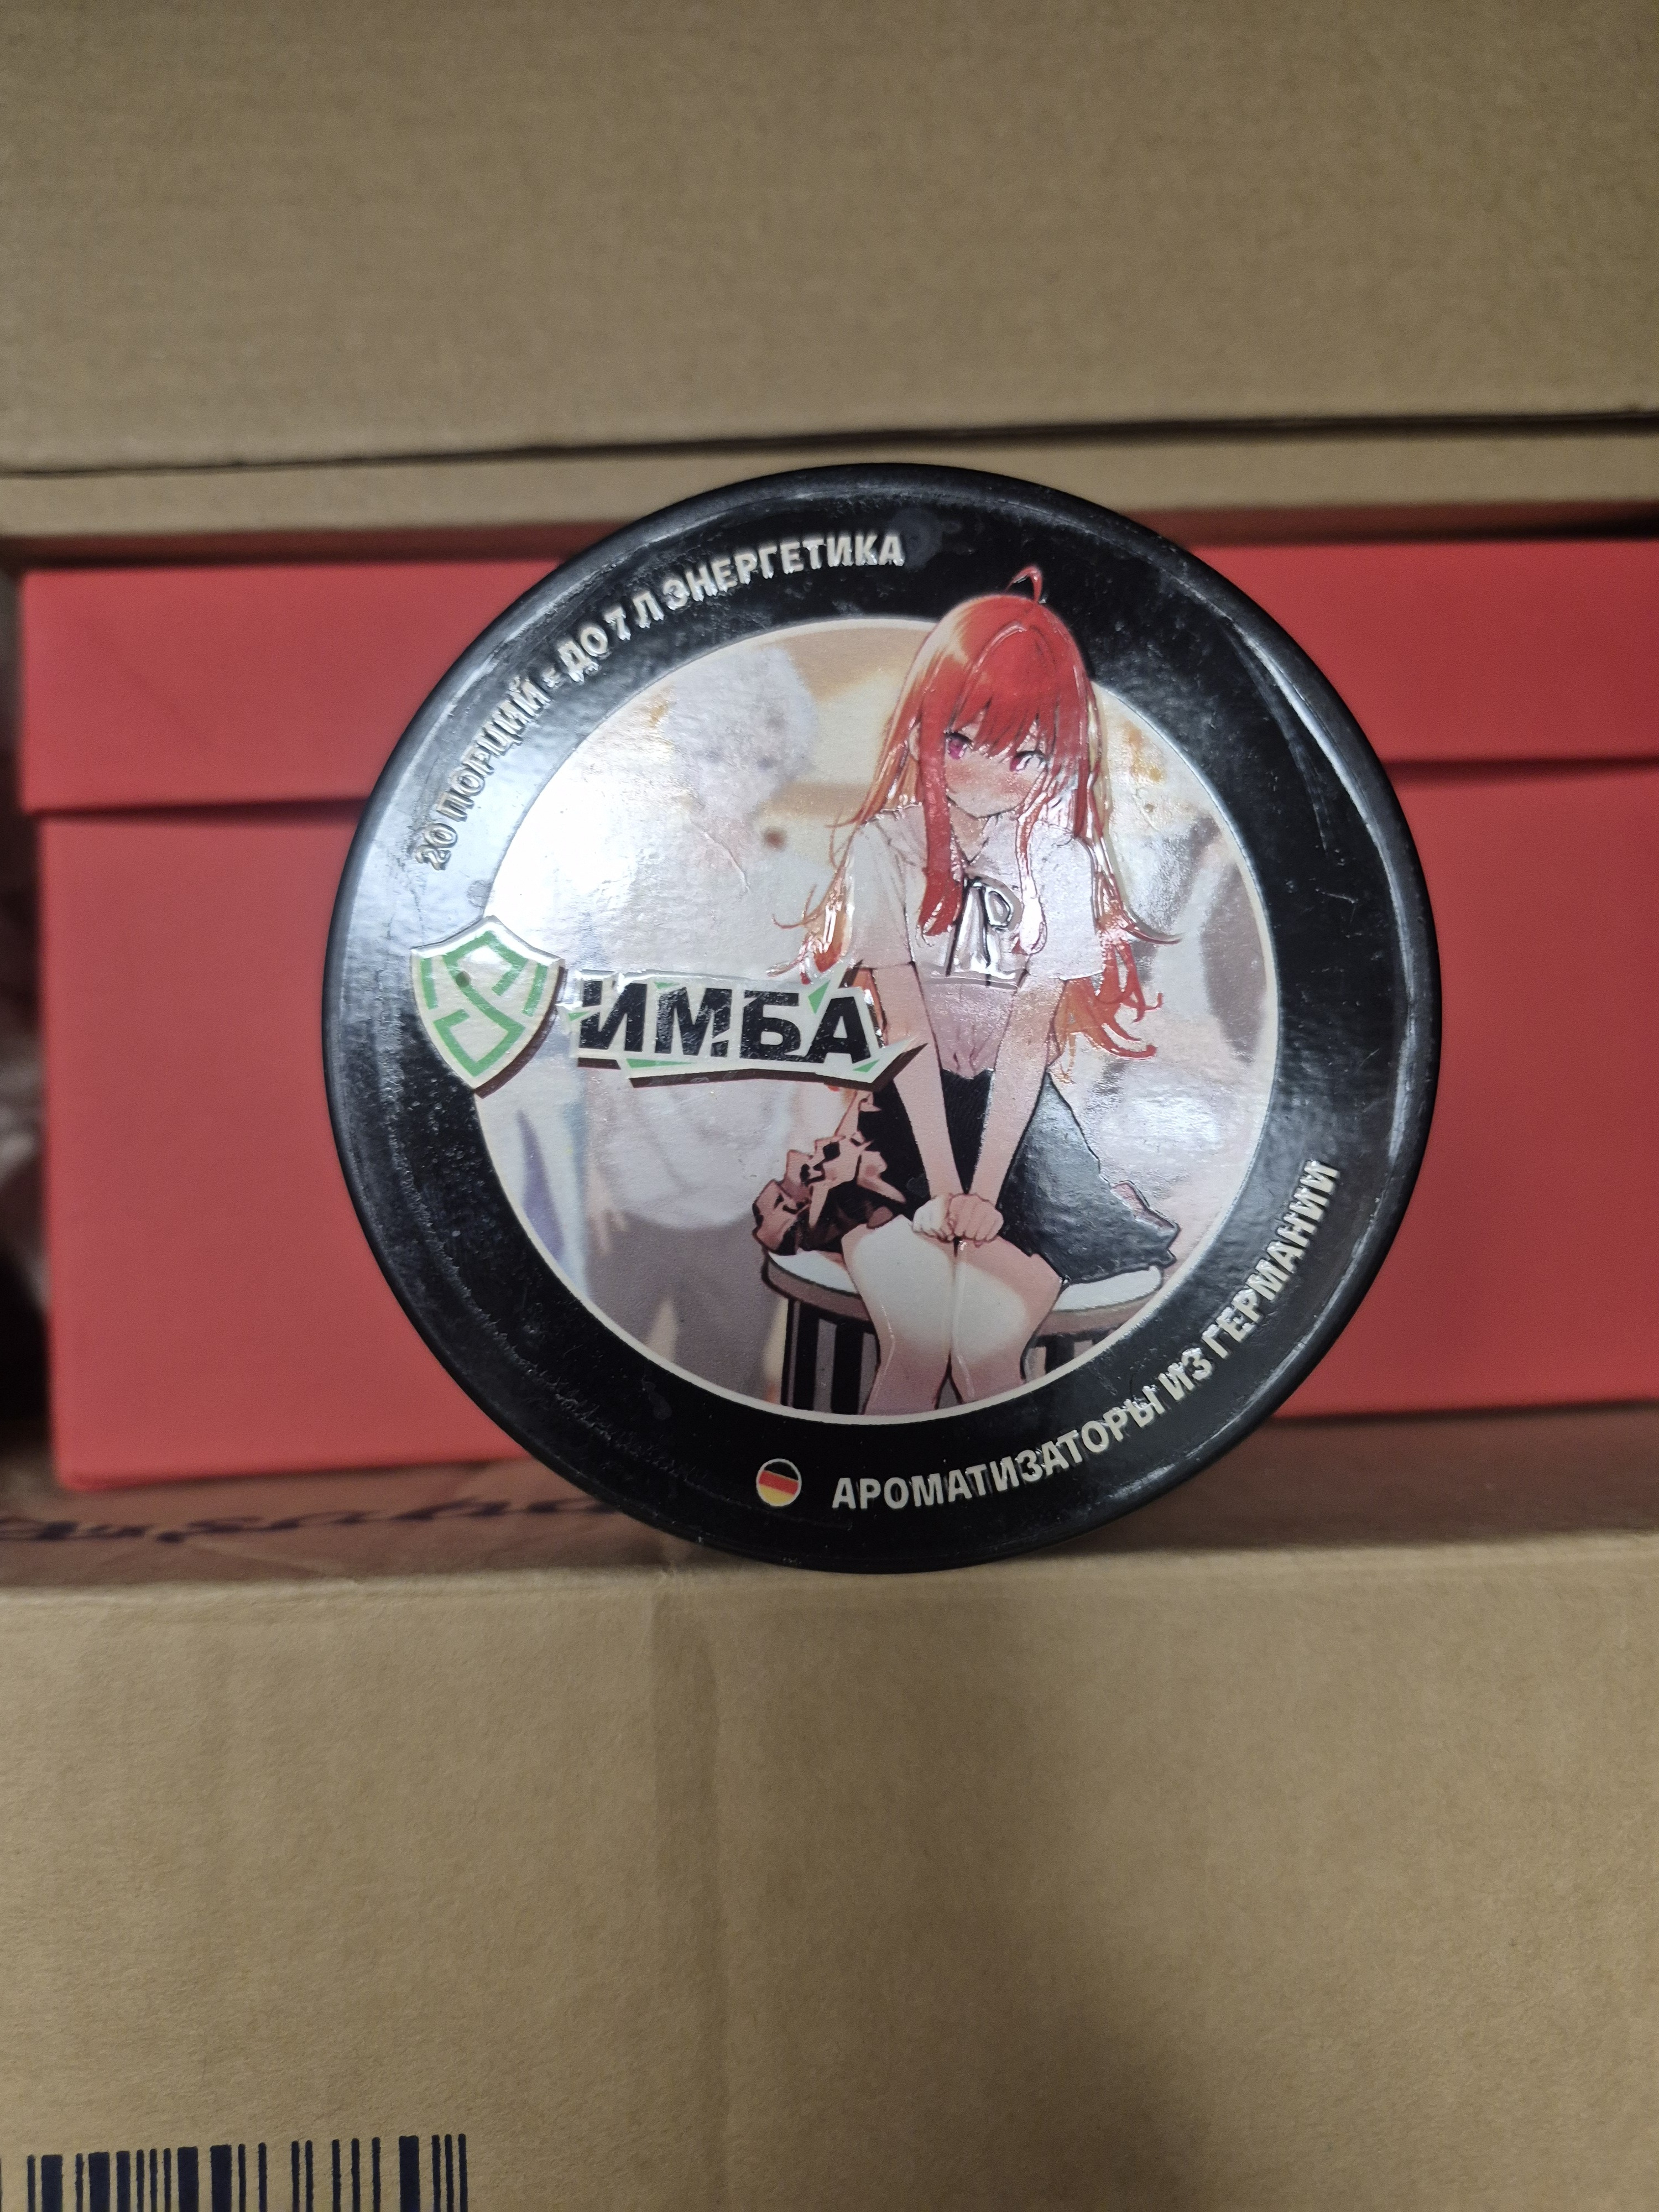 20 ПОРЦИЙ = ДО 7 Л ЭНЕРГЕТИКА
ИМБА
АРОМАТИЗАТОРЫ ИЗ ГЕРМАНИИ